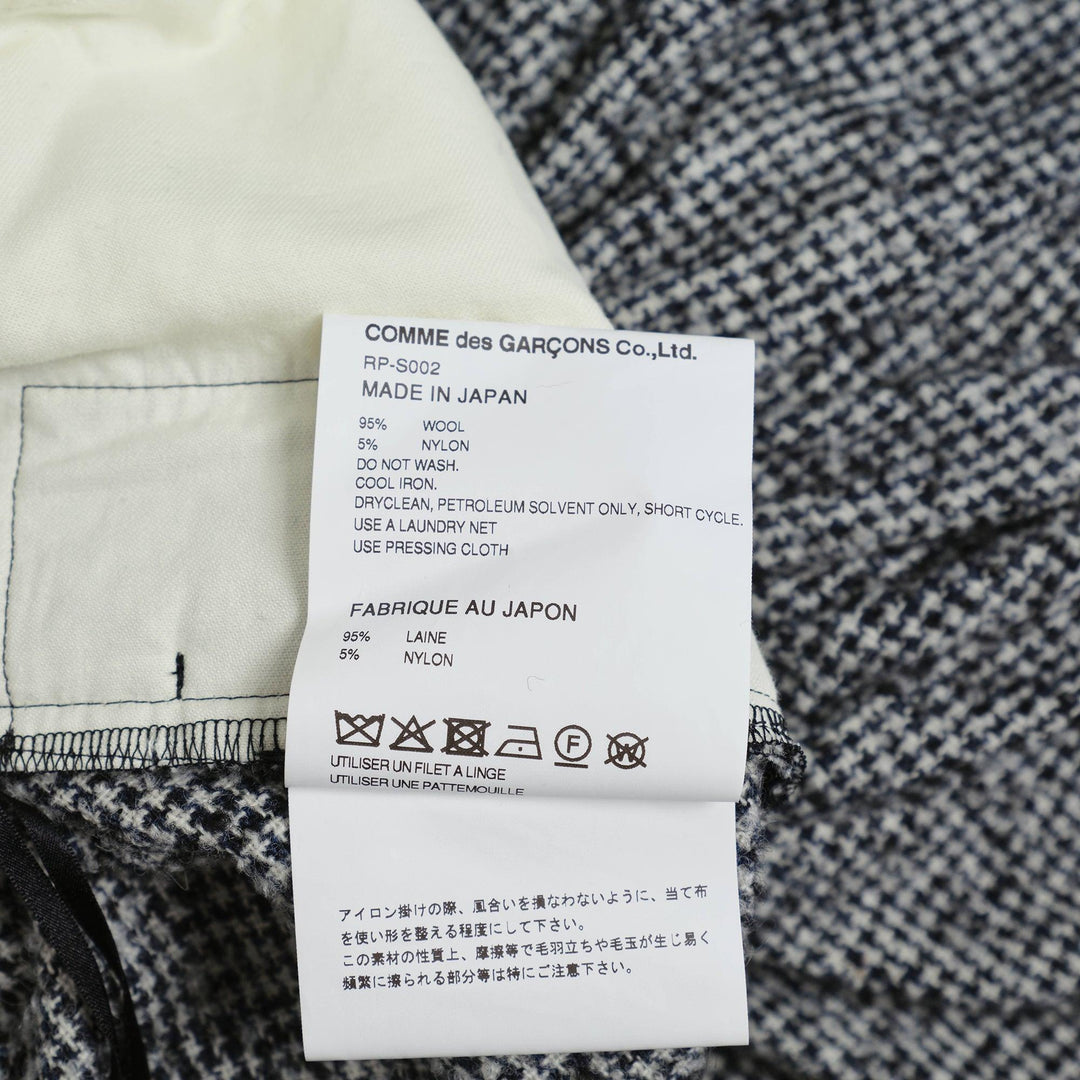 COMME des GARÇONS Co.,Ltd.
RP-S002
MADE IN JAPAN
95% WOOL
5% NYLON
DO NOT WASH.
COOL IRON.
DRYCLEAN, PETROLEUM SOLVENT ONLY, SHORT CYCLE.
USE A LAUNDRY NET
USE PRESSING CLOTH
FABRIQUE AU JAPON
95% LAINE
5% NYLON
F W
UTILISER UN FILET A LINGE
UTILISER UNE PATTEMOUILLE
アイロン掛けの際、風合いを損なわないように、当て布
を使い形を整える程度にして下さい。
この素材の性質上、摩擦等で毛羽立ちや毛玉が生じ易く
頻繁に擦られる部分等は特にご注意下さい。